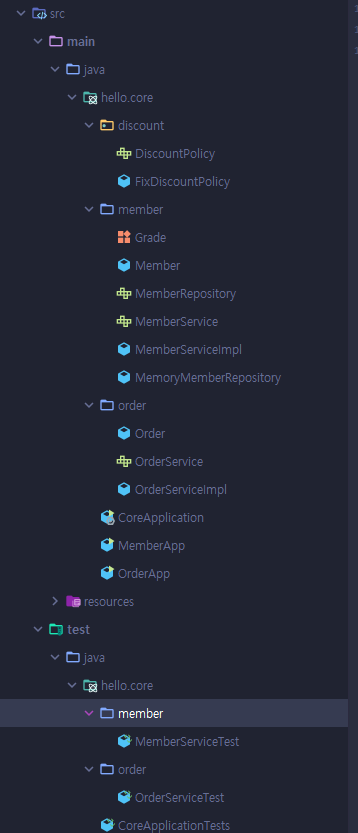 src
main
java
hello.core
discount
DiscountPolicy
FixDiscountPolicy
member
Grade
Member
MemberRepository
MemberService
MemberServiceImpl
MemoryMemberRepository
order
Order
OrderService
OrderServiceImpl
CoreApplication
MemberApp
OrderApp
resources
test
java
hello.core
member
MemberServiceTest
order
OrderServiceTest
CoreApplicationTests